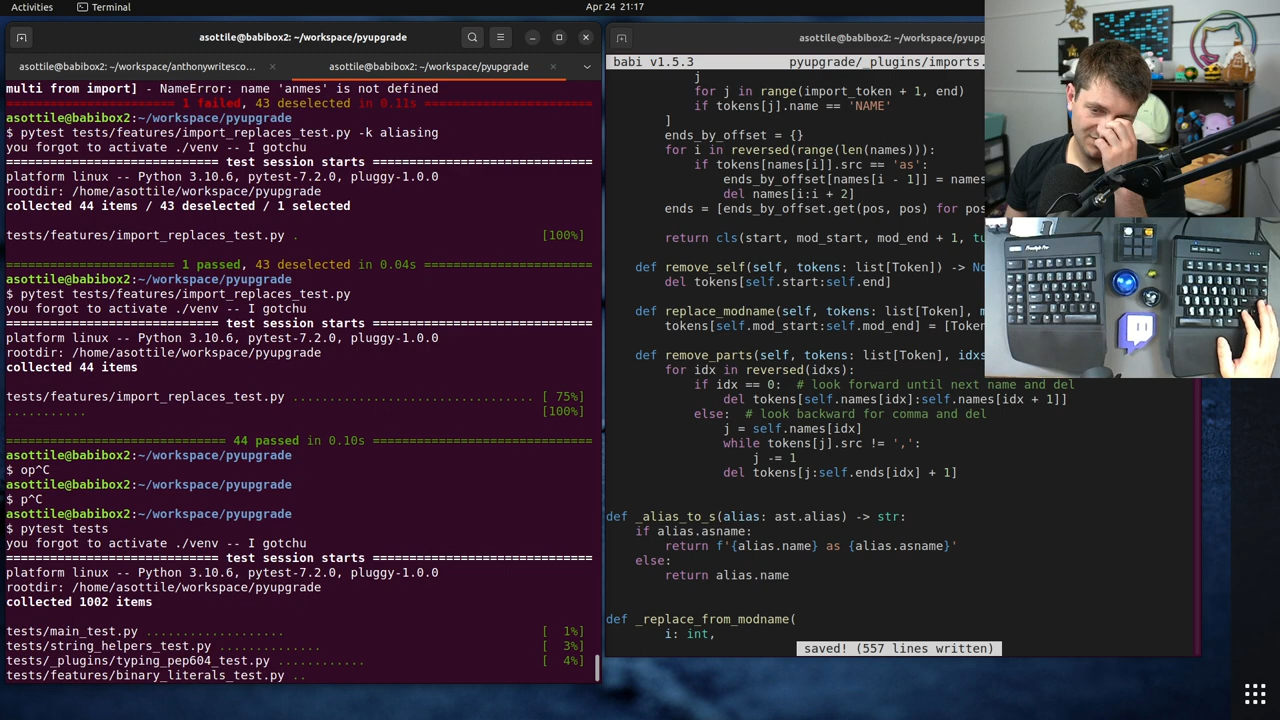 Activities
Terminal
Apr 24 21:17
asottile@babibox2: ~/workspace/pyupgrade
asottile@babibox2: ~/workspace/anthonywritesco…
asottile@babibox2: ~/workspace/pyupgrade
multi from import] - NameError: name 'anmes' is not defined
======================== 1 failed, 43 deselected in 0.11s =======================
asottile@babibox2:~/workspace/pyupgrade
$ pytest tests/features/import_replaces_test.py -k aliasing
you forgot to activate ./venv -- I gotchu
============================= test session starts =============================
platform linux -- Python 3.10.6, pytest-7.2.0, pluggy-1.0.0
rootdir: /home/asottile/workspace/pyupgrade
collected 44 items / 43 deselected / 1 selected
tests/features/import_replaces_test.py . [100%]
======================== 1 passed, 43 deselected in 0.04s =======================
asottile@babibox2:~/workspace/pyupgrade
$ pytest tests/features/import_replaces_test.py
you forgot to activate ./venv -- I gotchu
============================= test session starts =============================
platform linux -- Python 3.10.6, pytest-7.2.0, pluggy-1.0.0
rootdir: /home/asottile/workspace/pyupgrade
collected 44 items
tests/features/import_replaces_test.py ................................. [ 75%]
........... [100%]
============================== 44 passed in 0.10s ==============================
asottile@babibox2:~/workspace/pyupgrade
$ op^C
asottile@babibox2:~/workspace/pyupgrade
$ p^C
asottile@babibox2:~/workspace/pyupgrade
$ pytest tests
you forgot to activate ./venv -- I gotchu
============================= test session starts =============================
platform linux -- Python 3.10.6, pytest-7.2.0, pluggy-1.0.0
rootdir: /home/asottile/workspace/pyupgrade
collected 1002 items
tests/main_test.py ................... [ 1%]
tests/string_helpers_test.py .............. [ 3%]
tests/_plugins/typing_pep604_test.py ............ [ 4%]
tests/features/binary_literals_test.py ..
asottile@babibox2: ~/workspace/pyupg
babi v1.5.3 pyupgrade/_plugins/imports.
j
for j in range(import_token + 1, end)
if tokens[j].name == 'NAME'
]
ends_by_offset = {}
for i in reversed(range(len(names))):
if tokens[names[i]].src == 'as':
ends_by_offset[names[i - 1]] = names
del names[i:i + 2]
ends = [ends_by_offset.get(pos, pos) for pos
return cls(start, mod_start, mod_end + 1, tu
def remove_self(self, tokens: list[Token]) -> No
del tokens[self.start:self.end]
def replace_modname(self, tokens: list[Token], m
tokens[self.mod_start:self.mod_end] = [Token
def remove_parts(self, tokens: list[Token], idxs
for idx in reversed(idxs):
if idx == 0:  # look forward until next name and del
del tokens[self.names[idx]:self.names[idx + 1]]
else:  # look backward for comma and del
j = self.names[idx]
while tokens[j].src != ',':
j -= 1
del tokens[j:self.ends[idx] + 1]
def _alias_to_s(alias: ast.alias) -> str:
if alias.asname:
return f'{alias.name} as {alias.asname}'
else:
return alias.name
def _replace_from_modname(
i: int,
saved! (557 lines written)